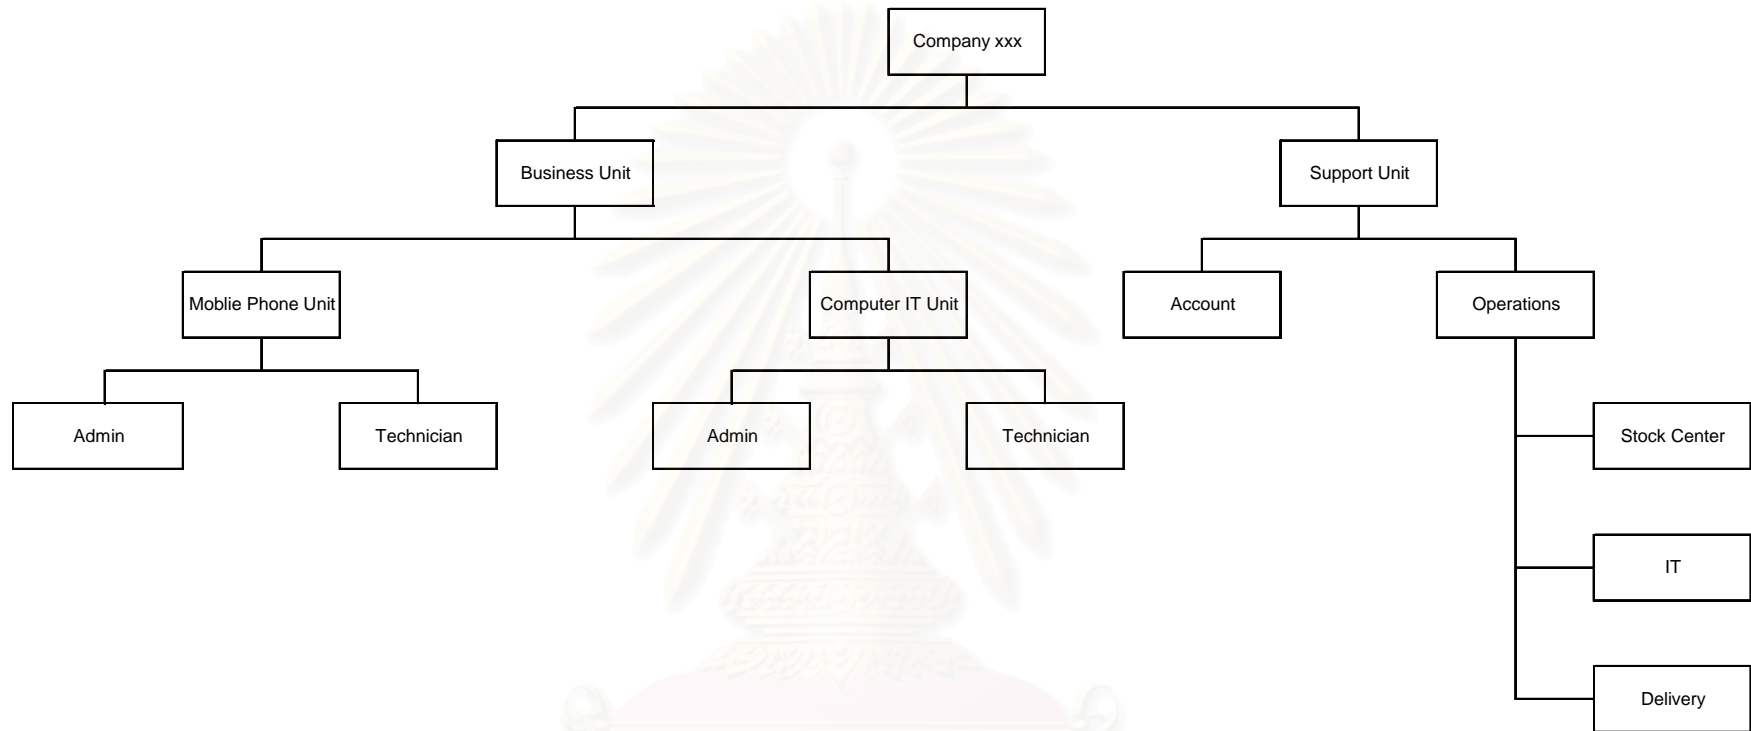 Company xxx
Business Unit
Support Unit
Moblie Phone Unit
Computer IT Unit
Account
Operations
Admin
Technician
Admin
Technician
Stock Center
IT
Delivery